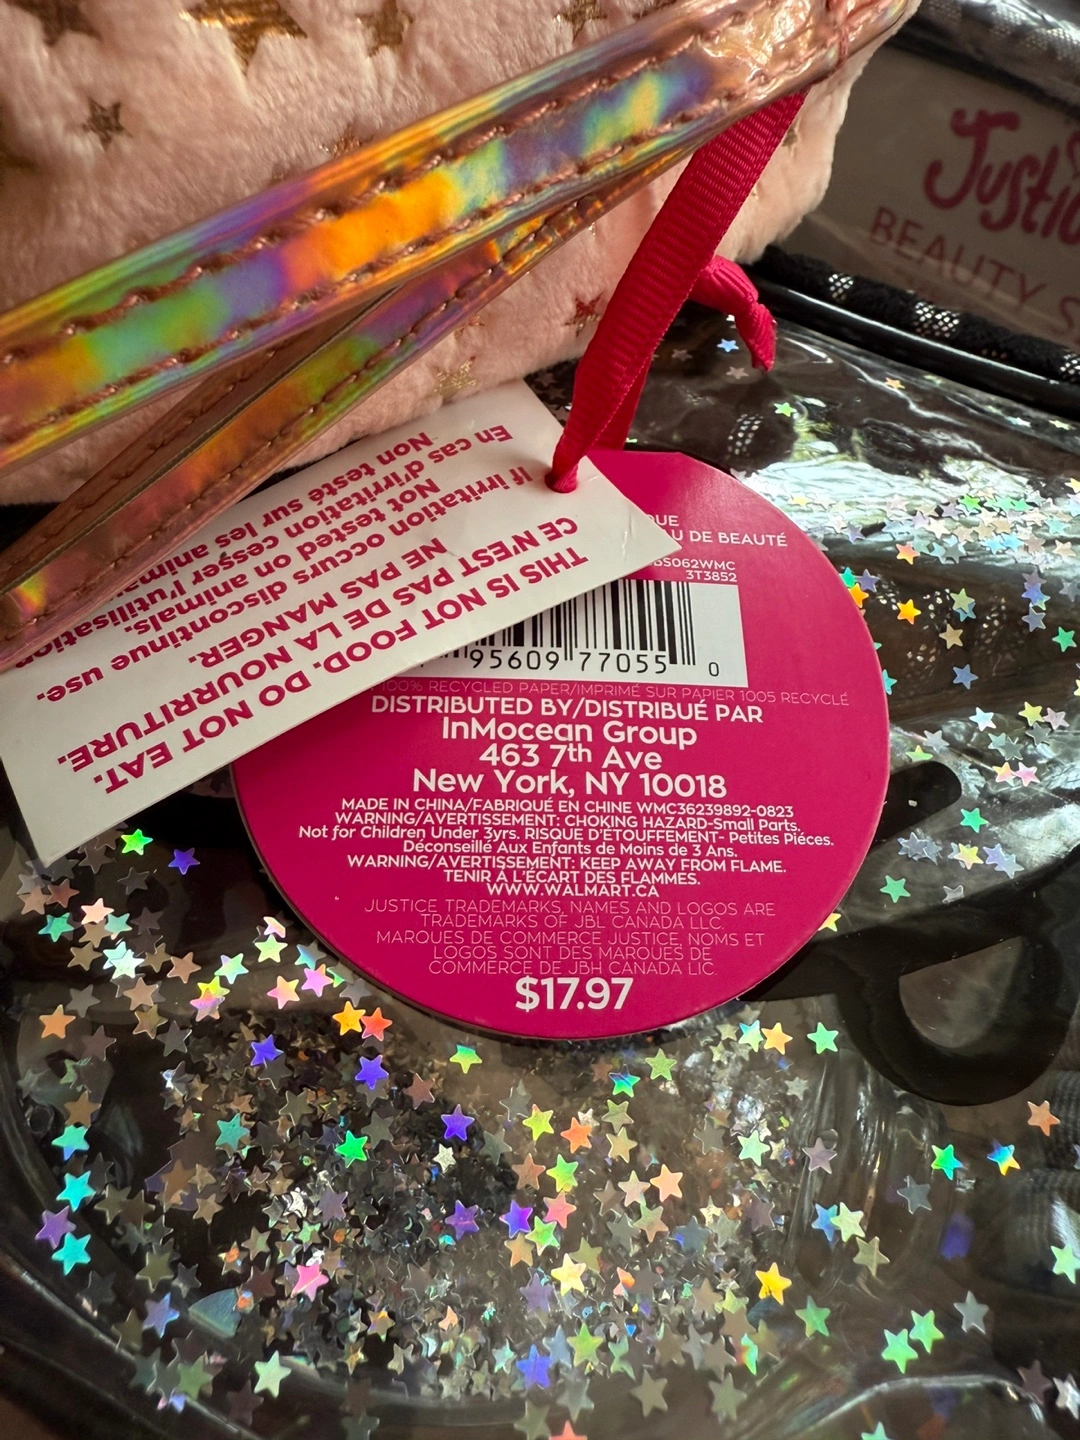 Justic
BEAUTY S
En cas d'irritation cesser l'utilisation
Non testé sur les anima
If irritation occurs discontinue use.
Not tested on animals.
CE N'EST PAS DE LA NOURRITURE.
NE PAS MANGER.
THIS IS NOT FOOD. DO NOT EAT.
QUE
U DE BEAUTÉ
BS062WMC
3T3852
95609 77055 0
100% RECYCLED PAPER/IMPRIMÉ SUR PAPIER 100% RECYCLÉ
DISTRIBUTED BY/DISTRIBUÉ PAR
InMocean Group
463 7th Ave
New York, NY 10018
MADE IN CHINA/FABRIQUÉ EN CHINE WMC36239892-0823
WARNING/AVERTISSEMENT: CHOKING HAZARD-Small Parts.
Not for Children Under 3yrs. RISQUE D'ÉTOUFFEMENT- Petites Pièces.
Déconseillé Aux Enfants de Moins de 3 Ans.
WARNING/AVERTISSEMENT: KEEP AWAY FROM FLAME.
TENIR À L'ÉCART DES FLAMMES.
WWW.WALMART.CA
JUSTICE TRADEMARKS, NAMES AND LOGOS ARE
TRADEMARKS OF JBL CANADA LLC.
MARQUES DE COMMERCE JUSTICE, NOMS ET
LOGOS SONT DES MARQUES DE
COMMERCE DE JBH CANADA LIC.
$17.97